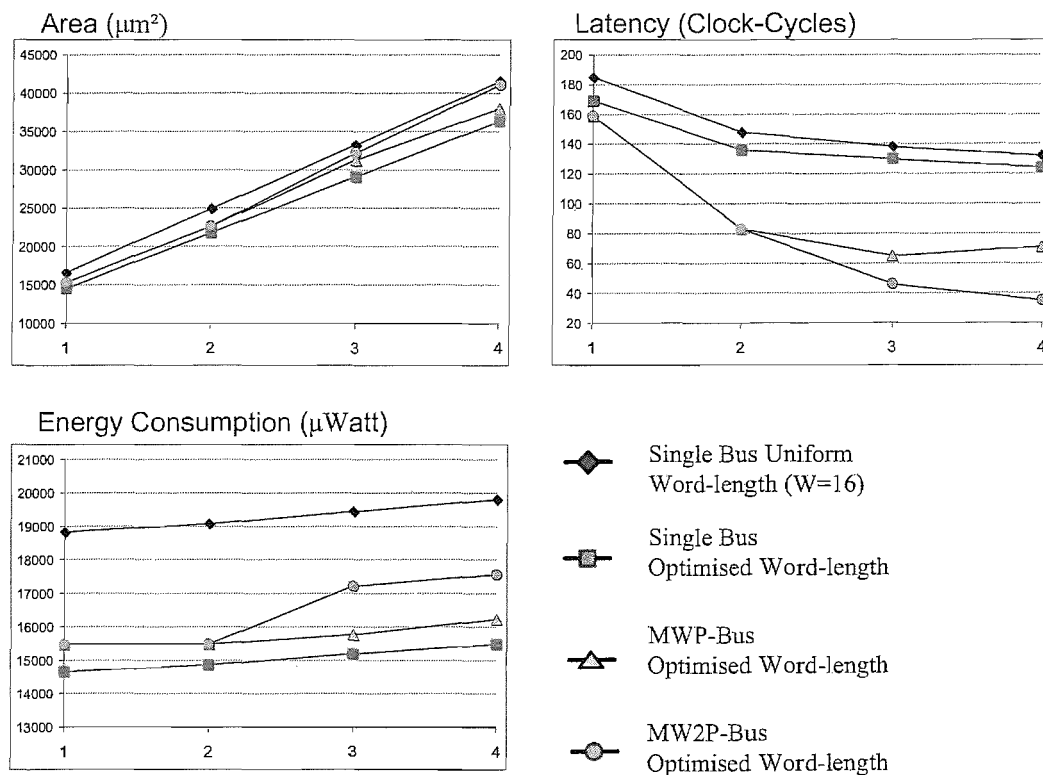 Area (µm²)
45000
40000
35000
30000
25000
20000
15000
10000
1 2 3 4
Latency (Clock-Cycles)
200
180
160
140
120
100
80
60
40
20
1 2 3 4
Energy Consumption (µWatt)
21000
20000
19000
18000
17000
16000
15000
14000
13000
1 2 3 4
Single Bus Uniform
Word-length (W=16)
Single Bus
Optimised Word-length
MWP-Bus
Optimised Word-length
MW2P-Bus
Optimised Word-length